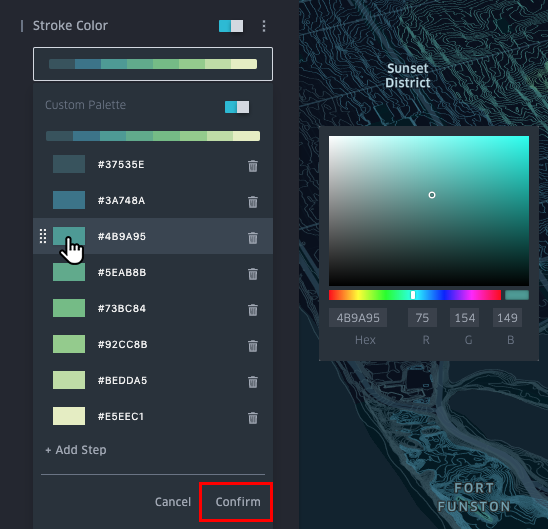 Stroke Color
Custom Palette
#37535E
#3A748A
#4B9A95
#5EAB8B
#73BC84
#92CC8B
#BEDDA5
#E5EEC1
+ Add Step
Cancel
Confirm
Sunset
District
4B9A95 75 154 149
Hex R G B
FORT
FUNSTON